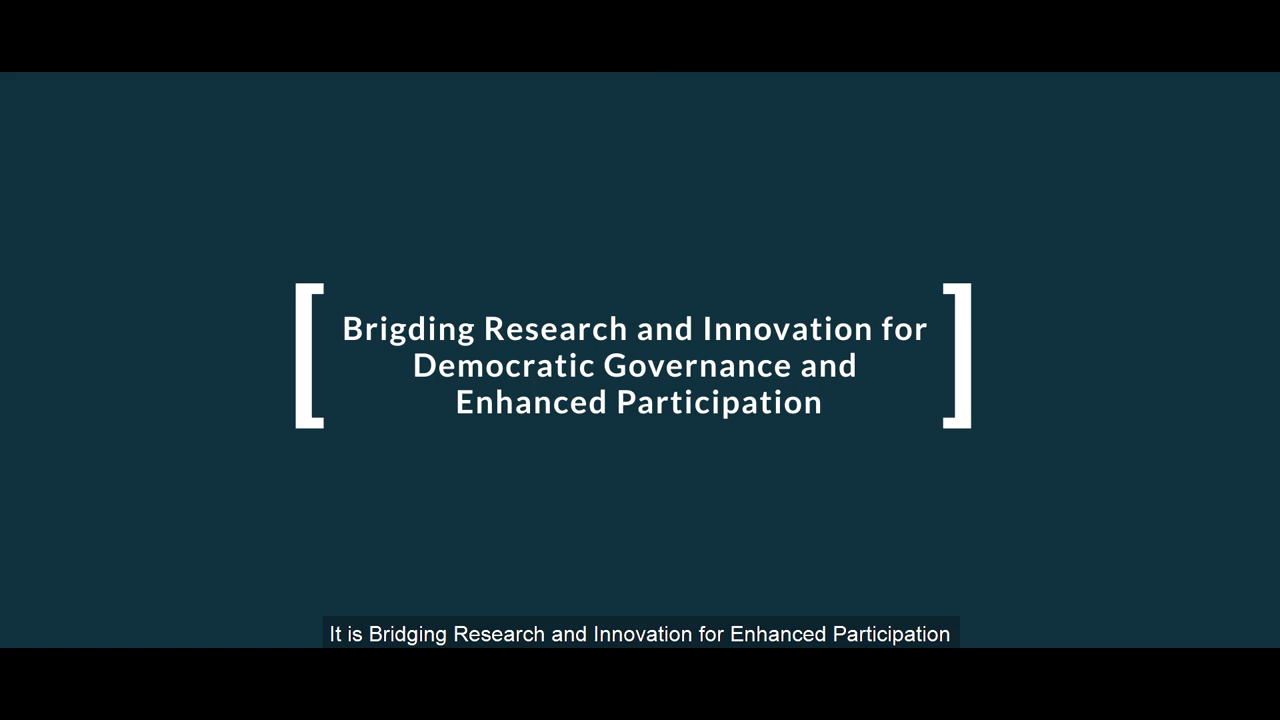 Brigding Research and Innovation for
Democratic Governance and
Enhanced Participation
It is Bridging Research and Innovation for Enhanced Participation